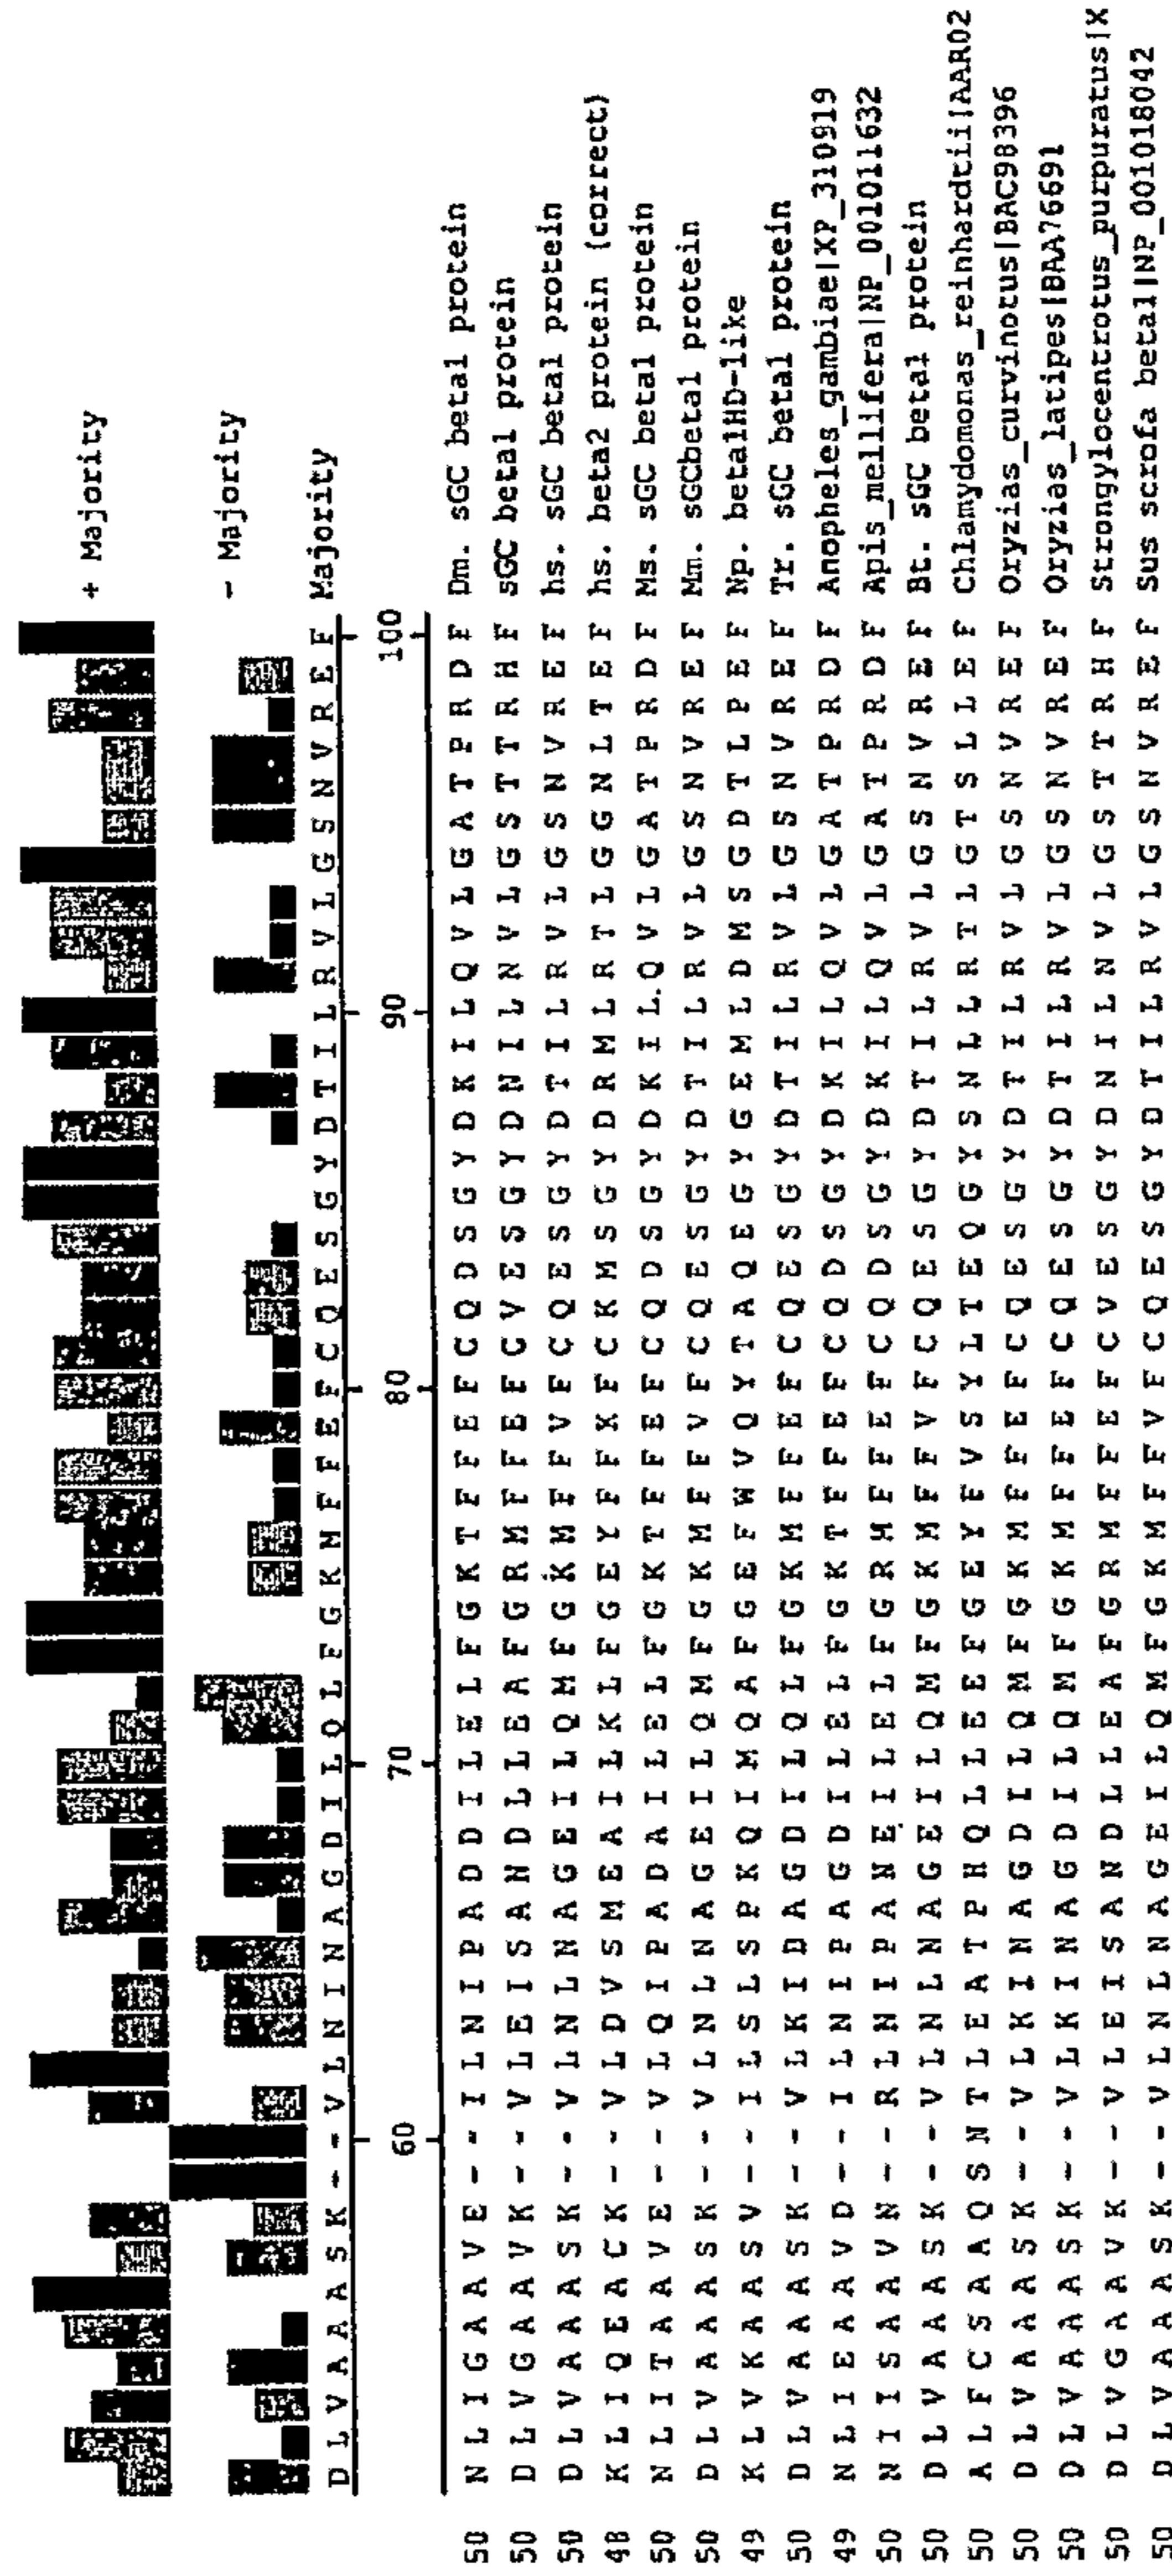 + Majority
- Majority
D L V A A A S K - - V L N I N A G D I L Q L F G K M F F E F C Q E S G Y D T I L R V L G S N V R E F Majority
60 70 80 90 100
50 N L I G A A V E - - I L N I P A D D I L E L F G K T F F E F C Q D S G Y D K I L Q V L G A T P R D F Dm. sGC beta1 protein
50 D L V G A A V K - - V L E I S A N D L L E A F G R M F F E F C V E S G Y D N I L N V L G S T T R H F sGC beta1 protein
50 D L V A A A S K - - V L N L N A G E I L Q M F G K M F F V F C Q E S G Y D T I L R V L G S N V R E F hs. sGC beta1 protein
48 K L I Q E A C K - - V L D V S M E A I L K L F G E Y F F K F C K M S G Y D R M L R T L G G N L T E F hs. beta2 protein (correct)
50 N L I T A A V E - - V L Q I P A D A I L E L F G K T F F E F C Q D S G Y D K I L Q V L G A T P R D F Ms. sGC beta1 protein
50 D L V A A A S K - - V L N L N A G E I L Q M F G K M F F V F C Q E S G Y D T I L R V L G S N V R E F Mm. sGCbeta1 protein
49 K L V K A A S V - - I L S L S P K Q I M Q A F G E F W V Q Y T A Q E G Y G E M L D M S G D T L P E F Np. beta1HD-like
50 D L V A A A S K - - V L K I D A G D I L Q L F G K M F F E F C Q E S G Y D T I L R V L G S N V R E F Tr. sGC beta1 protein
49 N L I E A A V D - - I L N I P A G D I L E L F G K T F F E F C Q D S G Y D K I L Q V L G A T P R D F Anopheles_gambiae|XP_310919
50 N I T S A A V N - - R L N I P A N E I L E L F G R M F F E F C Q D S G Y D K I L Q V L G A T P R D F Apis_mellifera|NP_001011632
50 D L V A A A S K - - V L N L N A G E I L Q M F G K M F F V F C Q E S G Y D T I L R V L G S N V R E F Bt. sGC beta1 protein
50 A L F C S A A Q S N T L E A T P H Q L L E E F G E Y F V S Y L T E Q G Y S N L L R T L G T S L L E F Chlamydomonas_reinhardtii|AAR02
50 D L V A A A S K - - V L K I N A G D I L Q M F G K M F F E F C Q E S G Y D T I L R V L G S N V R E F Oryzias_curvinotus|BAC98396
50 D L V A A A S K - - V L K I N A G D I L Q M F G K M F F E F C Q E S G Y D T I L R V L G S N V R E F Oryzias_latipes|BAA76691
50 D L V G A A V K - - V L E I S A N D L L E A F G R M F F E F C V E S G Y D N I L N V L G S T T R H F Strongylocentrotus_purpuratus|X
50 D L V A A A S K - - V L N L N A G E I L Q M F G K M F F V F C Q E S G Y D T I L R V L G S N V R E F Sus scrofa beta1|NP_001018042